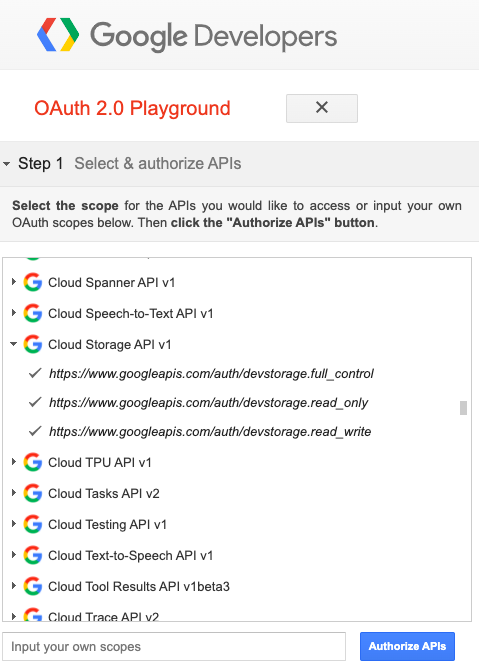 Google Developers
OAuth 2.0 Playground
Step 1 Select & authorize APIs
Select the scope for the APIs you would like to access or input your own
OAuth scopes below. Then click the "Authorize APIs" button.
Cloud Spanner API v1
Cloud Speech-to-Text API v1
Cloud Storage API v1
https://www.googleapis.com/auth/devstorage.full_control
https://www.googleapis.com/auth/devstorage.read_only
https://www.googleapis.com/auth/devstorage.read_write
Cloud TPU API v1
Cloud Tasks API v2
Cloud Testing API v1
Cloud Text-to-Speech API v1
Cloud Tool Results API v1beta3
Cloud Trace API v2
Input your own scopes
Authorize APIs